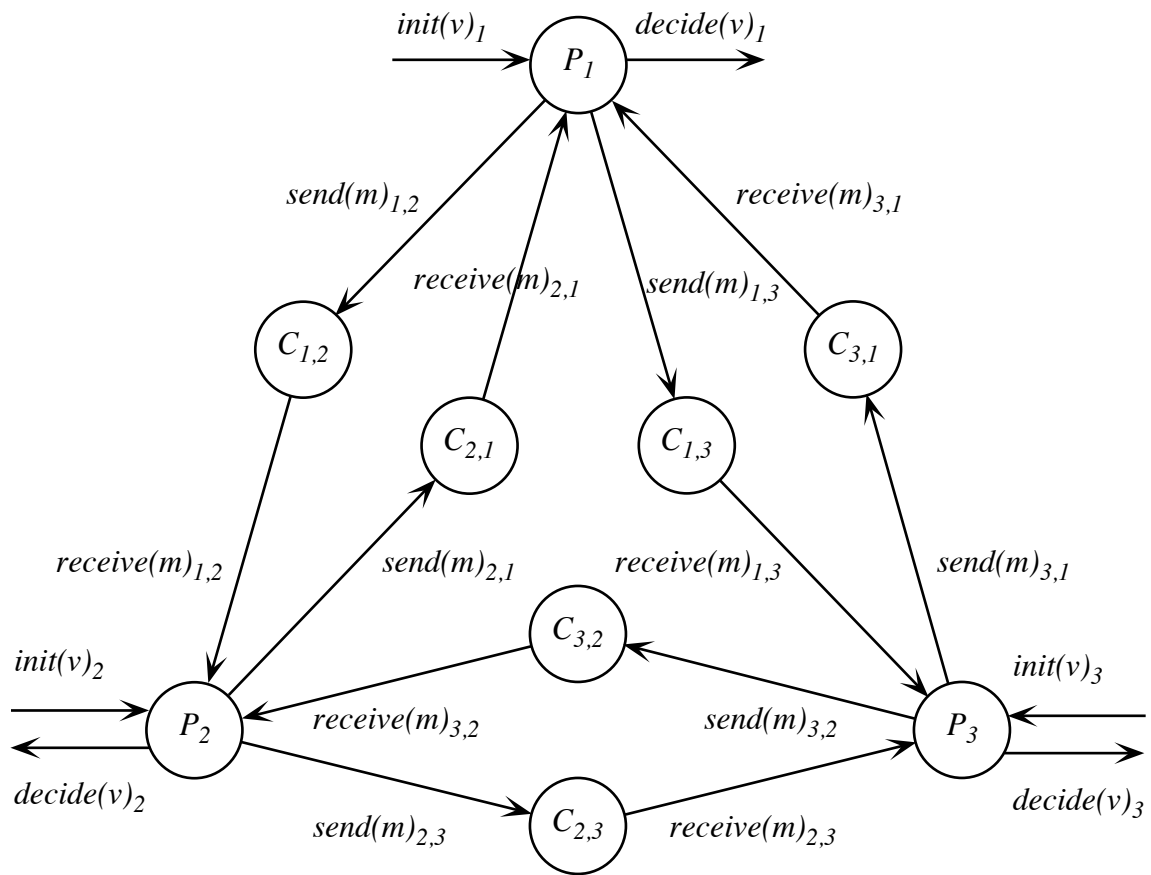 init(v)1
decide(v)1
P1
send(m)1,2
receive(m)3,1
receive(m)2,1
send(m)1,3
C1,2
C3,1
C2,1
C1,3
receive(m)1,2
send(m)2,1
receive(m)1,3
send(m)3,1
C3,2
init(v)2
init(v)3
P2
receive(m)3,2
send(m)3,2
P3
decide(v)2
decide(v)3
send(m)2,3
C2,3
receive(m)2,3